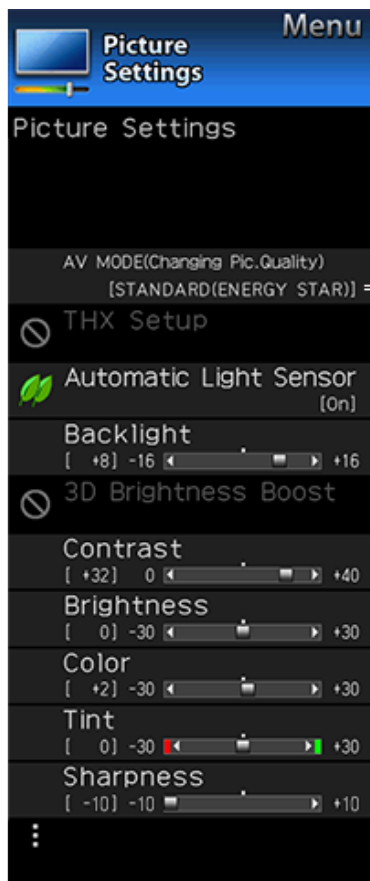 Menu
Picture
Settings
Picture Settings
AV MODE(Changing Pic.Quality)
[STANDARD(ENERGY STAR)]
THX Setup
Automatic Light Sensor
[On]
Backlight
[ +8] -16 +16
3D Brightness Boost
Contrast
[ +32] 0 +40
Brightness
[ 0] -30 +30
Color
[ +2] -30 +30
Tint
[ 0] -30 +30
Sharpness
[ -10] -10 +10